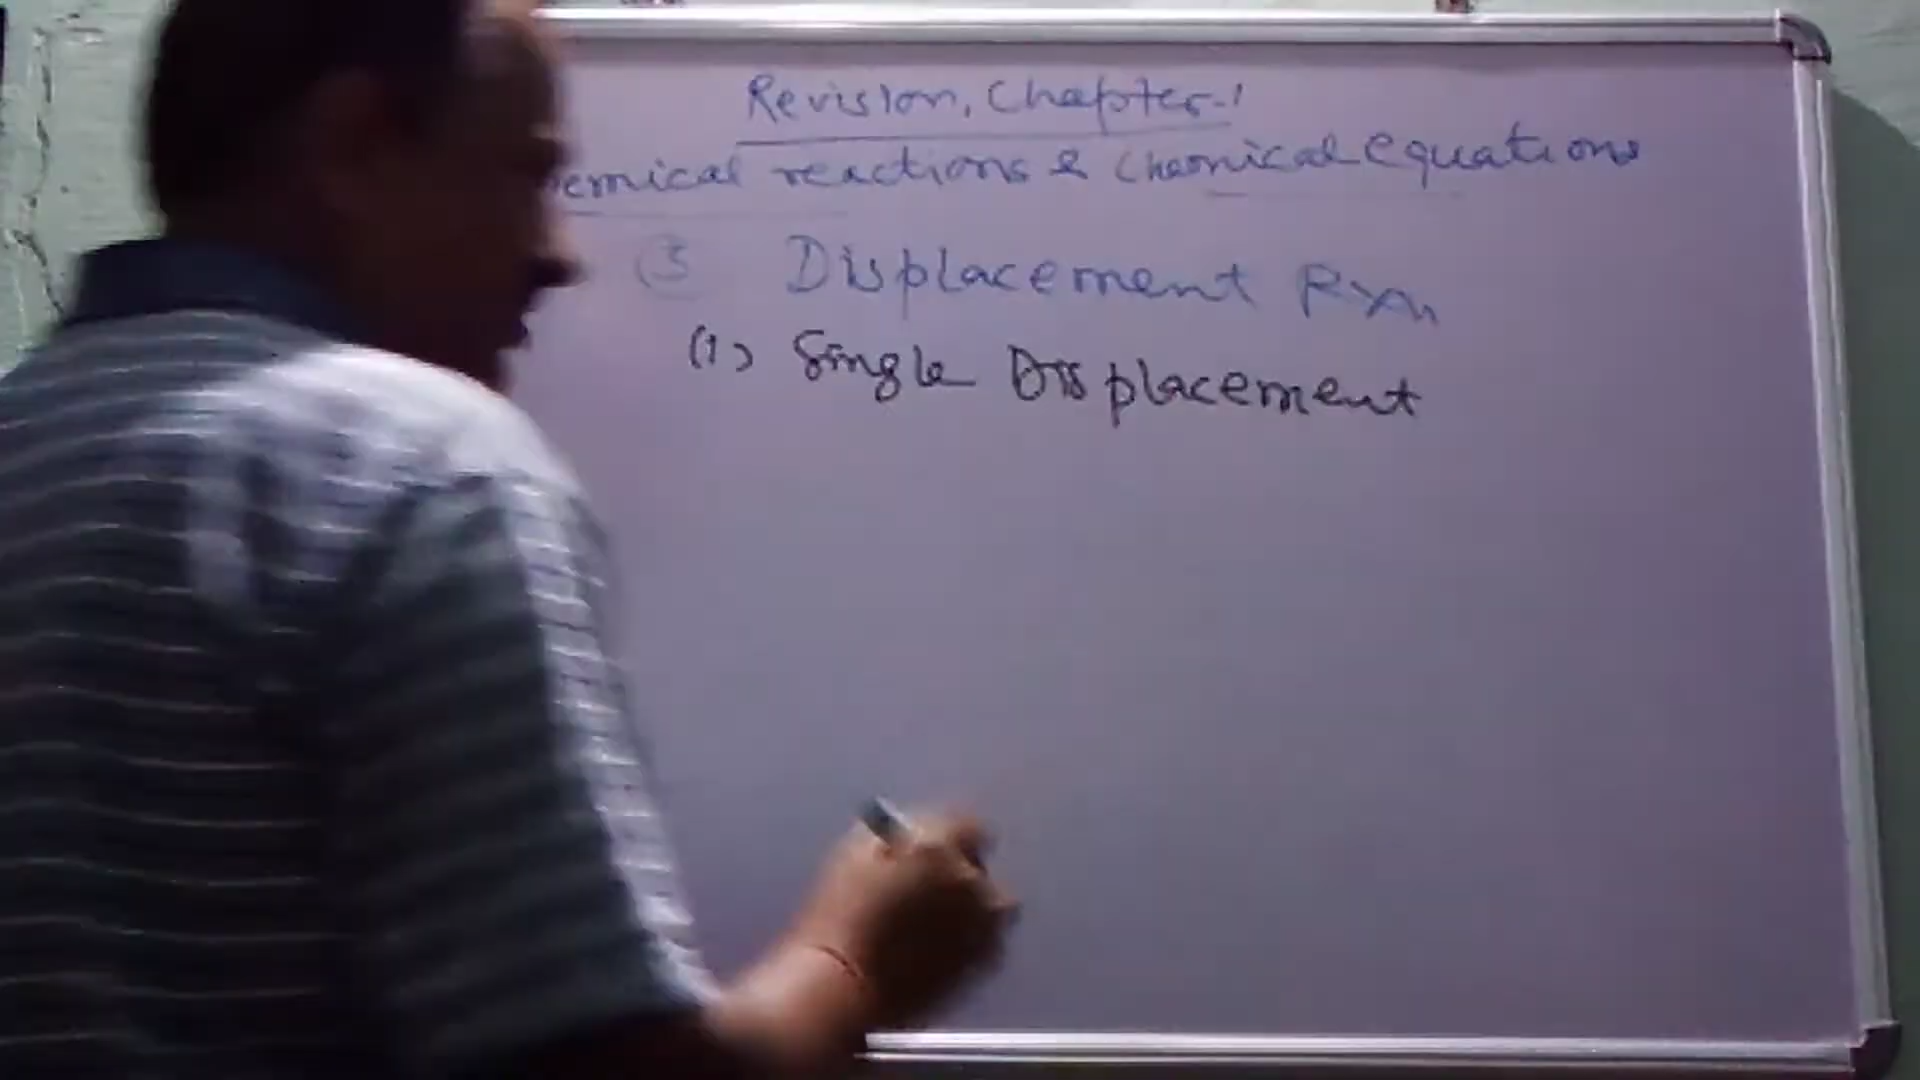 Revision, Chapter-1
emical reactions & Chemical equations
(3) Displacement Rxn
(1) Single Displacement